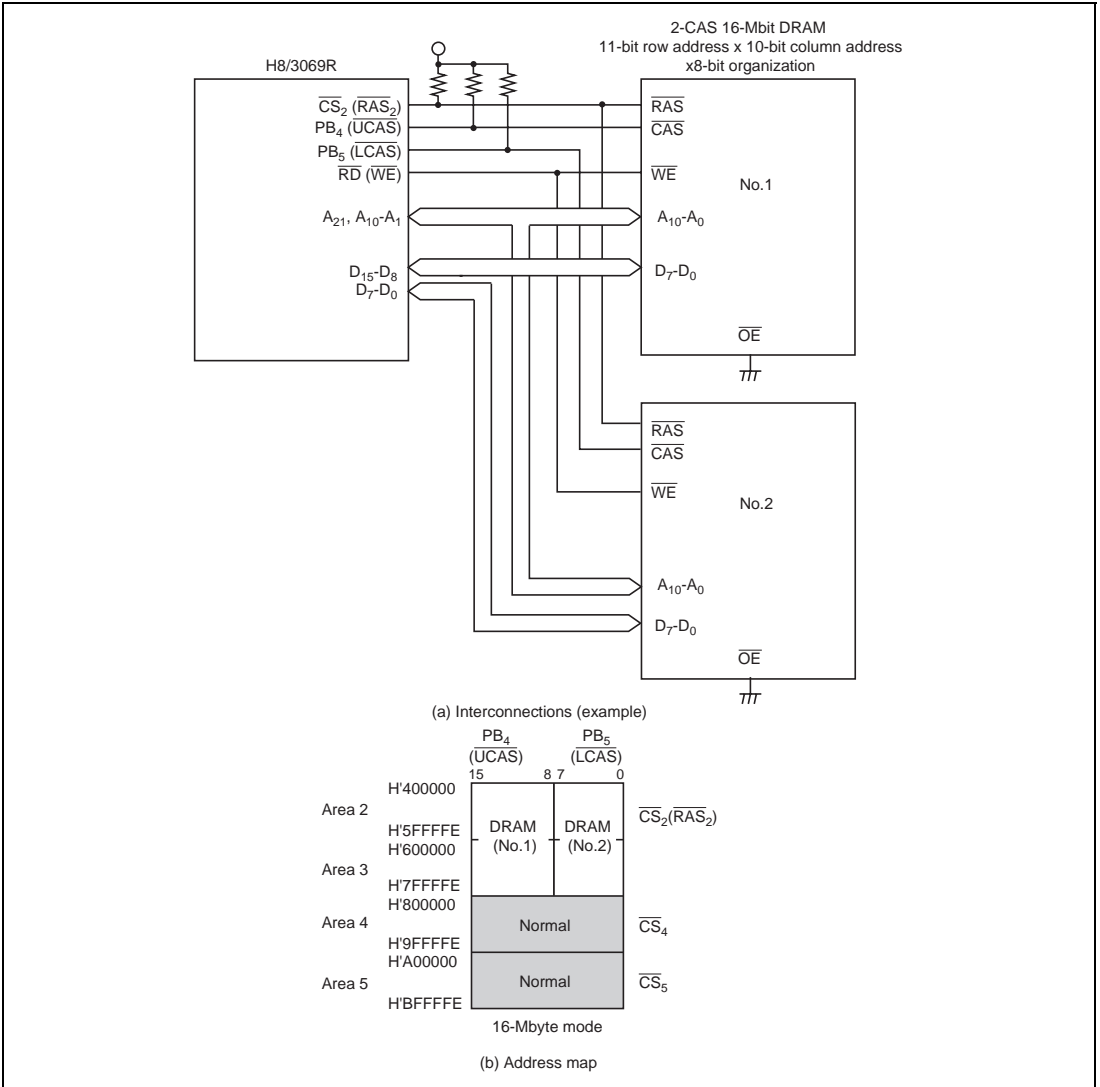 2-CAS 16-Mbit DRAM
11-bit row address x 10-bit column address
x8-bit organization
H8/3069R
CS2 (RAS2)
PB4 (UCAS)
PB5 (LCAS)
RD (WE)
A21, A10-A1
D15-D8
D7-D0
RAS
CAS
WE
No.1
A10-A0
D7-D0
OE
RAS
CAS
WE
No.2
A10-A0
D7-D0
OE
(a) Interconnections (example)
PB4
(UCAS)
PB5
(LCAS)
15 8 7 0
Area 2
H'400000
H'5FFFFE
DRAM
(No.1)
DRAM
(No.2)
CS2(RAS2)
Area 3
H'600000
H'7FFFFE
Area 4
H'800000
H'9FFFFE
Normal
CS4
Area 5
H'A00000
H'BFFFFE
Normal
CS5
16-Mbyte mode
(b) Address map